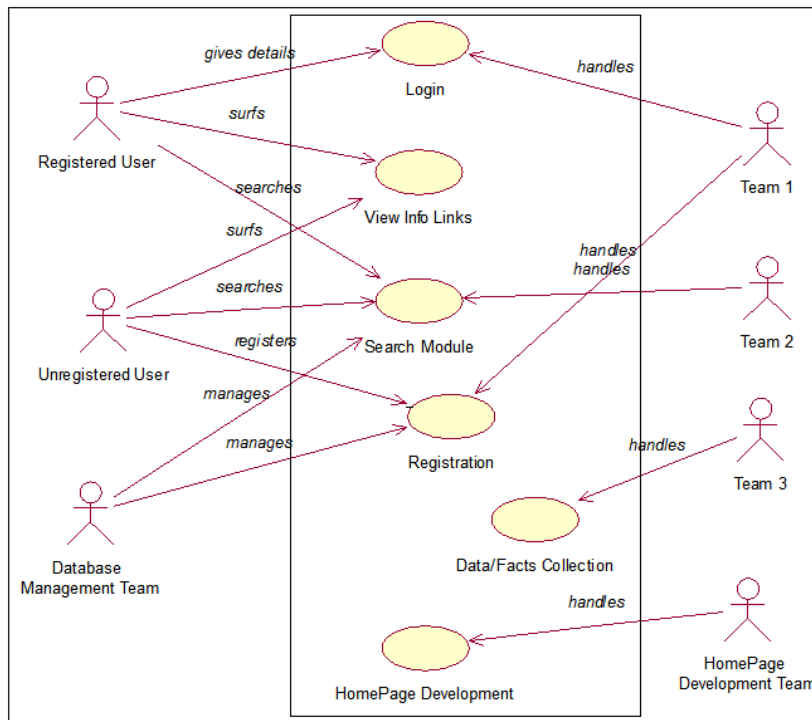 gives details
Login
handles
Registered User
surfs
Team 1
searches
View Info Links
surfs
handles
handles
searches
Search Module
Team 2
Unregistered User
registers
manages
manages
Registration
handles
Team 3
Database
Management Team
Data/Facts Collection
handles
HomePage Development
HomePage
Development Team